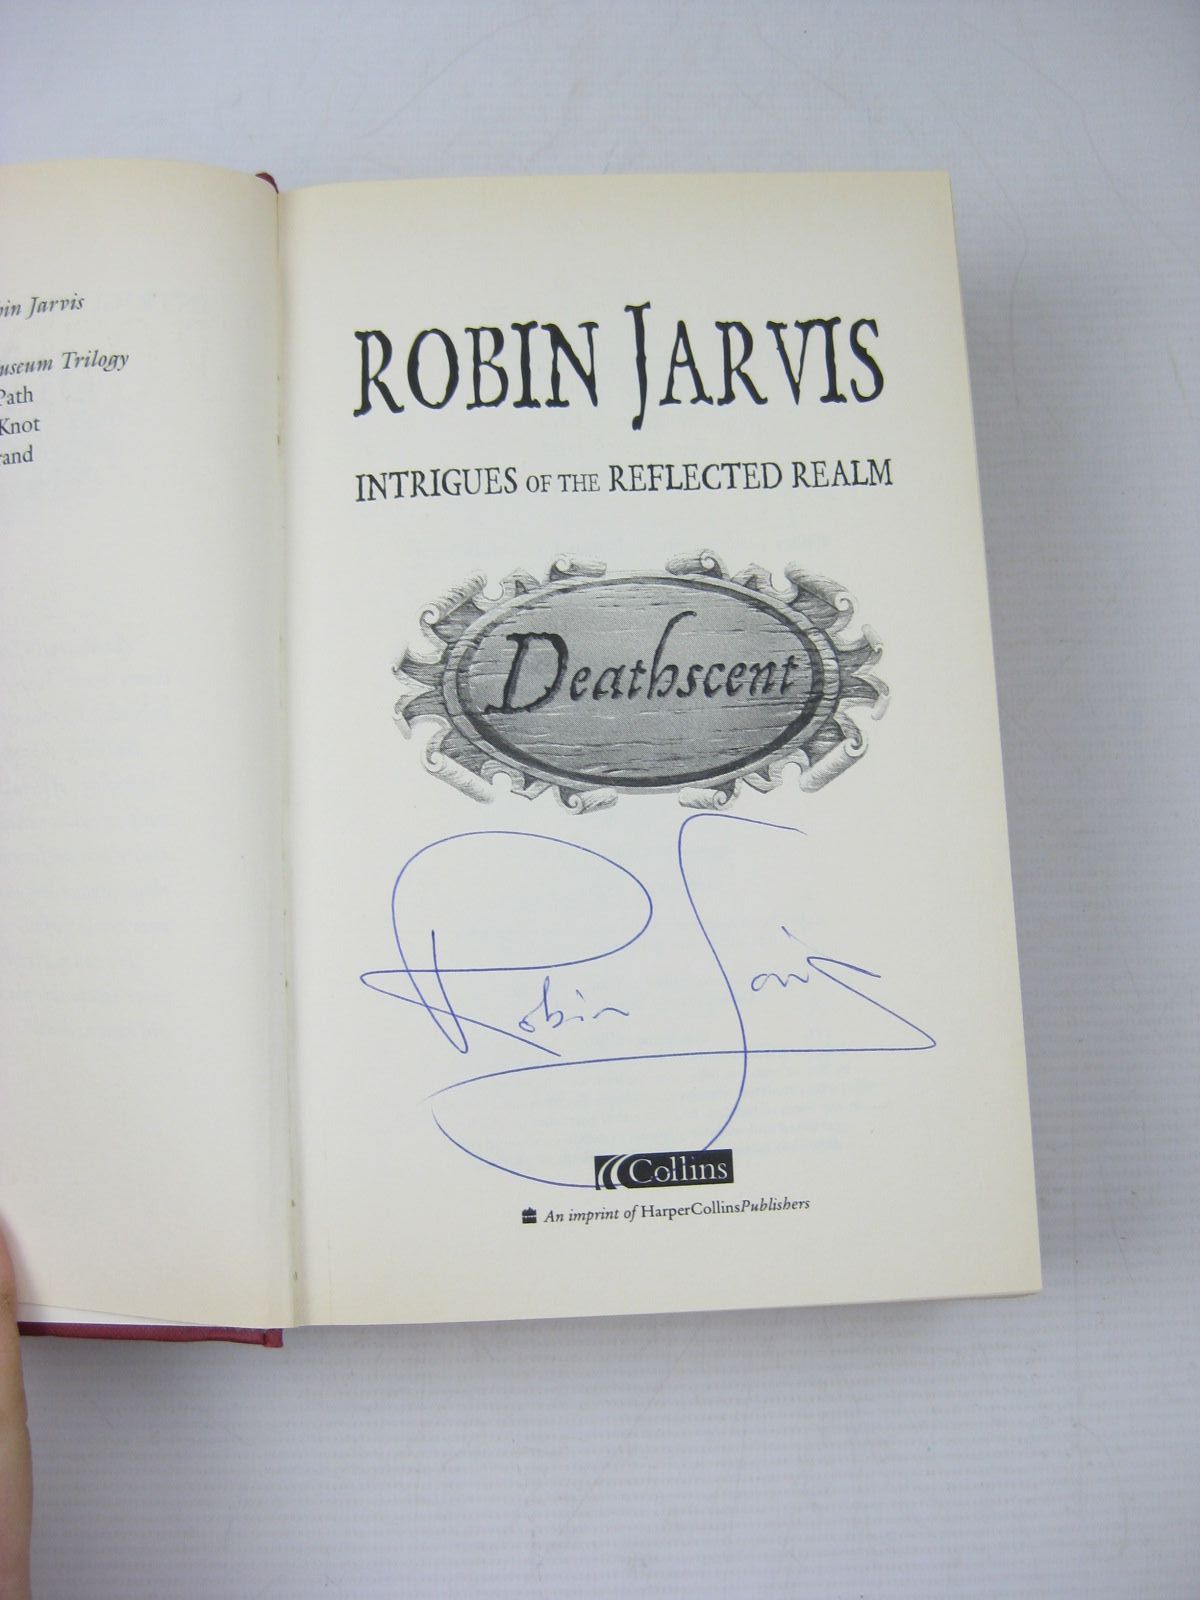 bin Jarvis
useum Trilogy
Path
Knot
rand
ROBIN JARVIS
INTRIGUES OF THE REFLECTED REALM
Deathscent
Robin Jarvis
Collins
An imprint of HarperCollinsPublishers